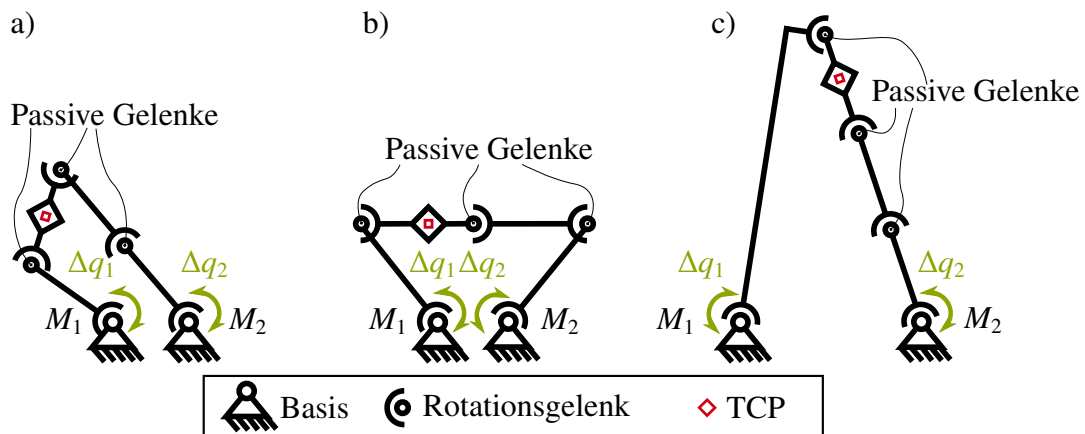 a)
Passive Gelenke
Δq1
Δq2
M1
M2
b)
Passive Gelenke
Δq1 Δq2
M1
M2
c)
Passive Gelenke
Δq1
Δq2
M1
M2
Basis
Rotationsgelenk
TCP